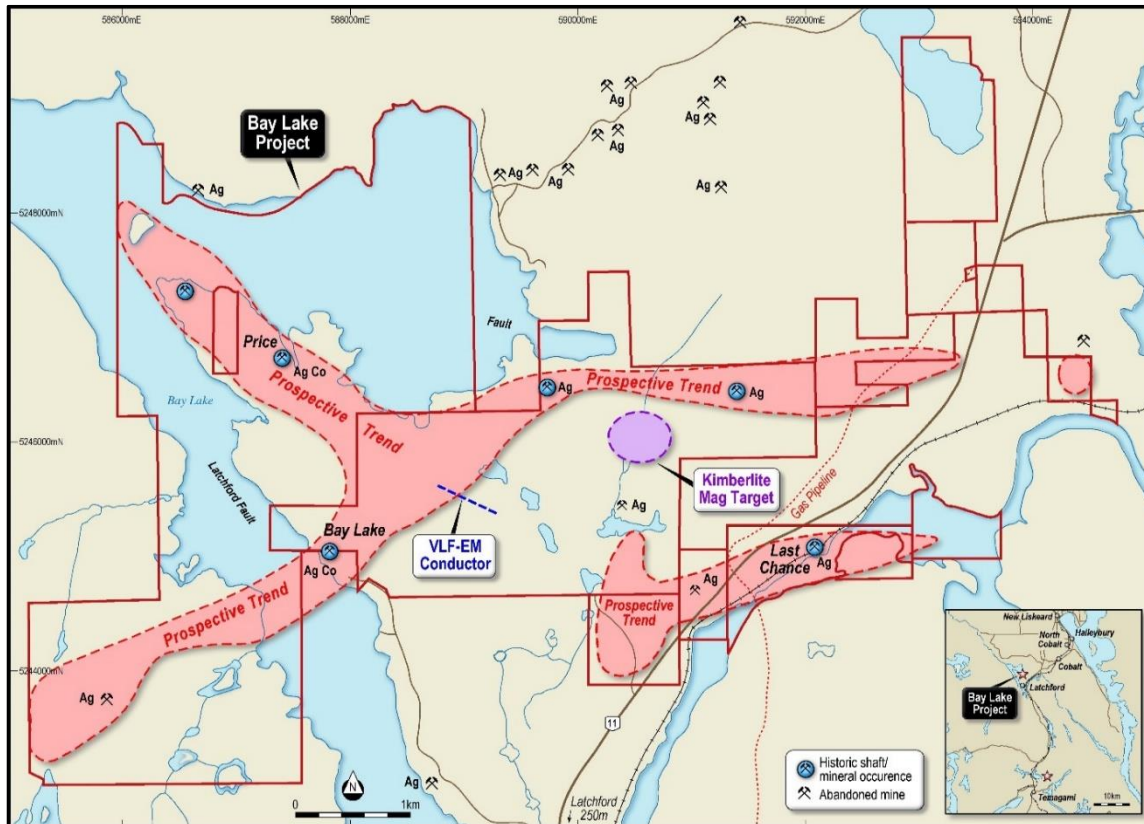 586000mE
588000mE
590000mE
592000mE
594000mE
Bay Lake
Project
Ag
Ag
Ag
Ag
Ag
Ag
Ag
5248000mN
Fault
Price
Ag Co
Prospective
Trend
Bay Lake
Ag
Prospective Trend
Ag
5246000mN
Latchford Fault
Kimberlite
Mag Target
Gas Pipeline
Ag
VLF-EM
Conductor
Bay Lake
Ag Co
Last
Chance
Ag
Ag
Prospective
Trend
Prospective Trend
5244000mN
Ag
11
Ag
N
0
1km
Latchford
250m
Historic shaft/
mineral occurence
Abandoned mine
New Liskeard
Haileybury
North
Cobalt
Cobalt
Latchford
Bay Lake
Project
Temagami
10km